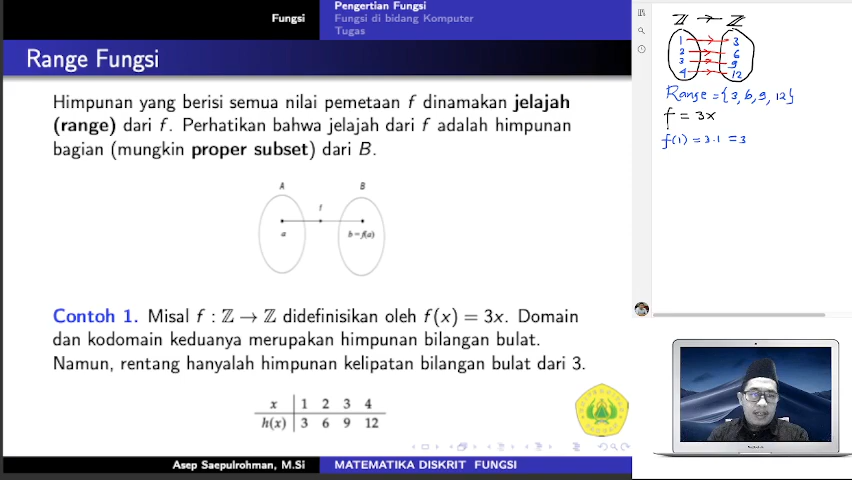 Fungsi
Pengertian Fungsi
Fungsi di bidang Komputer
Tugas
Range Fungsi
Himpunan yang berisi semua nilai pemetaan f dinamakan jelajah
(range) dari f. Perhatikan bahwa jelajah dari f adalah himpunan
bagian (mungkin proper subset) dari B.
A B
f
a b=f(a)
Contoh 1. Misal f : ℤ → ℤ didefinisikan oleh f(x) = 3x. Domain
dan kodomain keduanya merupakan himpunan bilangan bulat.
Namun, rentang hanyalah himpunan kelipatan bilangan bulat dari 3.
x 1 2 3 4
h(x) 3 6 9 12
Asep Saepulrohman, M.Si
MATEMATIKA DISKRIT FUNGSI
ℤ → ℤ
1 3
2 6
3 9
4 12
Range = {3, 6, 9, 12}
f = 3x
f(1) = 3·1 = 3